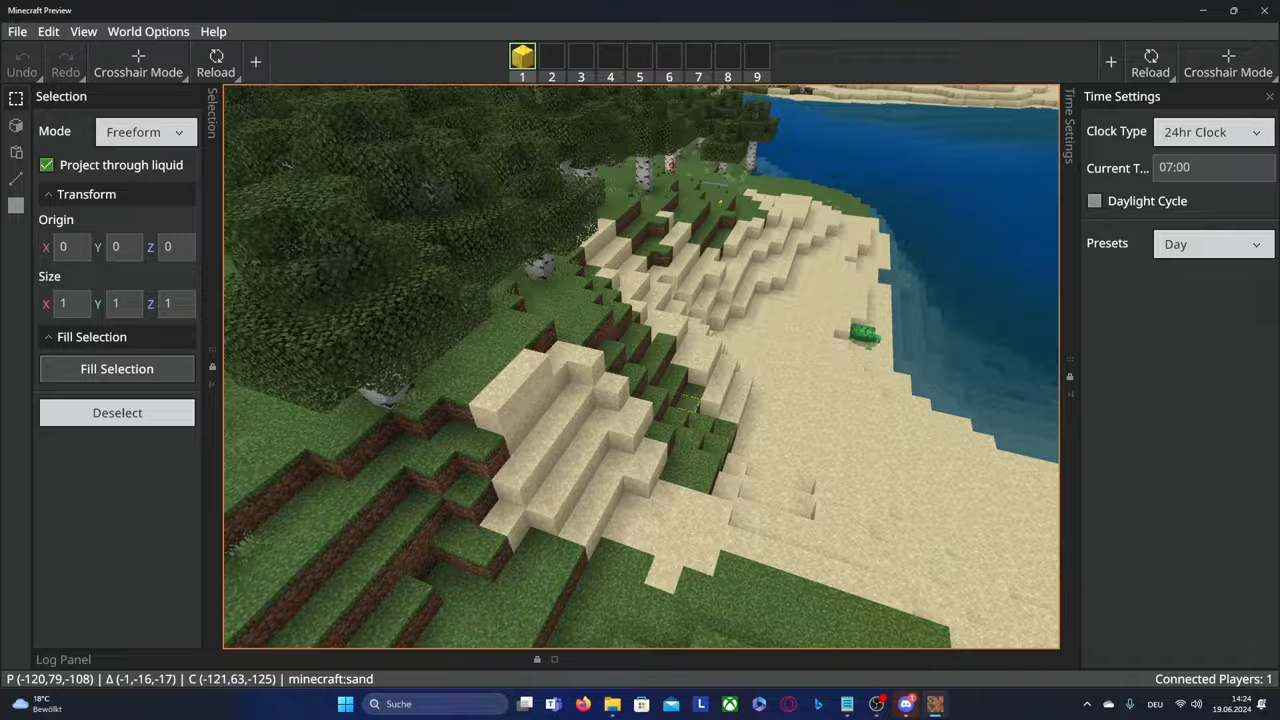 Minecraft Preview
File Edit View World Options Help
Undo Redo Crosshair Mode Reload
1 2 3 4 5 6 7 8 9
Reload Crosshair Mode
Selection
Mode Freeform
Project through liquid
Transform
Origin
X 0 Y 0 Z 0
Size
X 1 Y 1 Z 1
Fill Selection
Fill Selection
Deselect
Selection
Time Settings
Time Settings
Clock Type 24hr Clock
Current T... 07:00
Daylight Cycle
Presets Day
Log Panel
P (-120,79,-108) | Δ (-1,-16,-17) | C (-121,63,-125) | minecraft:sand
Connected Players: 1
18°C
Bewölkt
Suche
DEU
14:24
19.06.2024